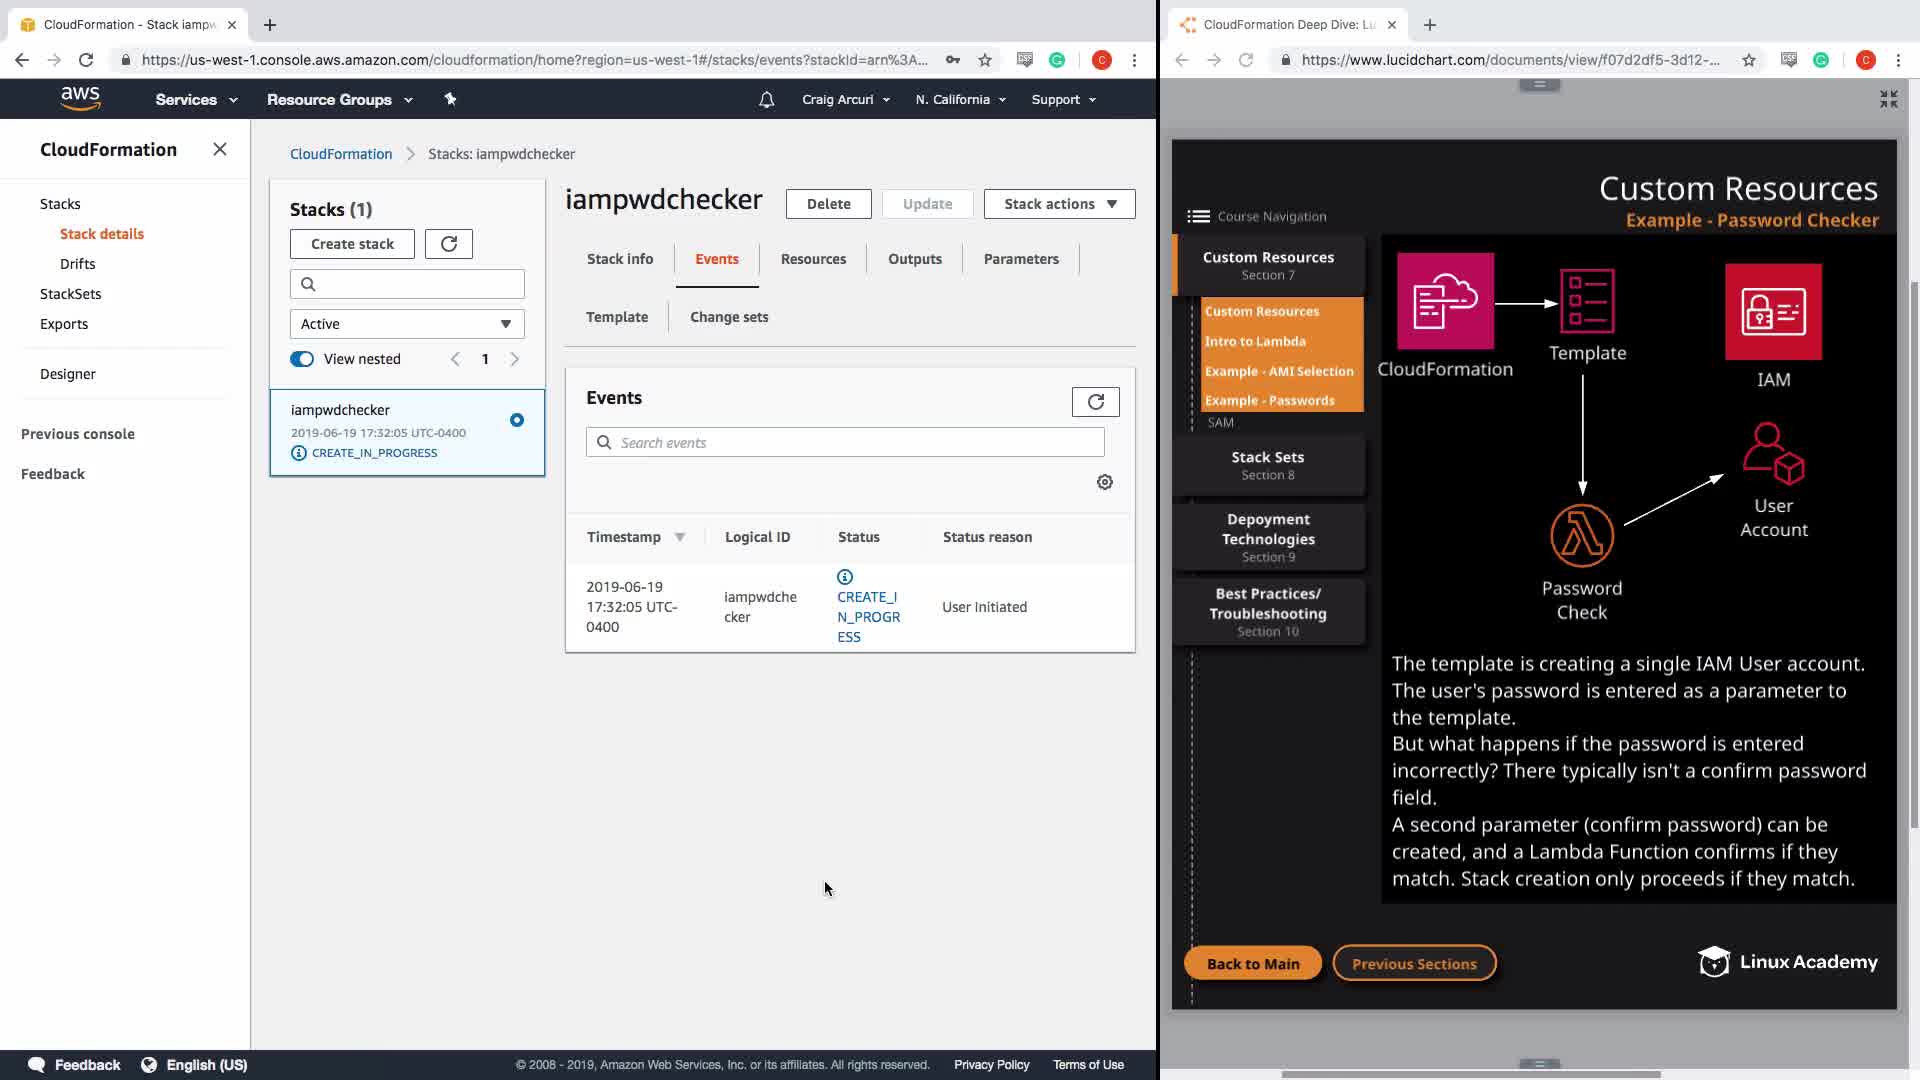 CloudFormation - Stack iampw
CloudFormation Deep Dive: Lu
https://us-west-1.console.aws.amazon.com/cloudformation/home?region=us-west-1#/stacks/events?stackId=arn%3A...
C
https://www.lucidchart.com/documents/view/f07d2df5-3d12-...
C
aws
Services
Resource Groups
Craig Arcuri
N. California
Support
CloudFormation
Stacks
Stack details
Drifts
StackSets
Exports
Designer
Previous console
Feedback
CloudFormation
Stacks: iampwdchecker
Stacks (1)
Create stack
Active
View nested
1
iampwdchecker
2019-06-19 17:32:05 UTC-0400
CREATE_IN_PROGRESS
iampwdchecker
Delete
Update
Stack actions
Stack info
Events
Resources
Outputs
Parameters
Template
Change sets
Events
Search events
Timestamp
Logical ID
Status
Status reason
2019-06-19
17:32:05 UTC-
0400
iampwdche
cker
CREATE_I
N_PROGR
ESS
User Initiated
Feedback
English (US)
© 2008 - 2019, Amazon Web Services, Inc. or its affiliates. All rights reserved.
Privacy Policy
Terms of Use
Custom Resources
Example - Password Checker
Course Navigation
Custom Resources
Section 7
Custom Resources
Intro to Lambda
Example - AMI Selection
Example - Passwords
SAM
Stack Sets
Section 8
Depoyment
Technologies
Section 9
Best Practices/
Troubleshooting
Section 10
CloudFormation
Template
IAM
User
Account
Password
Check
The template is creating a single IAM User account.
The user's password is entered as a parameter to
the template.
But what happens if the password is entered
incorrectly? There typically isn't a confirm password
field.
A second parameter (confirm password) can be
created, and a Lambda Function confirms if they
match. Stack creation only proceeds if they match.
Back to Main
Previous Sections
Linux Academy